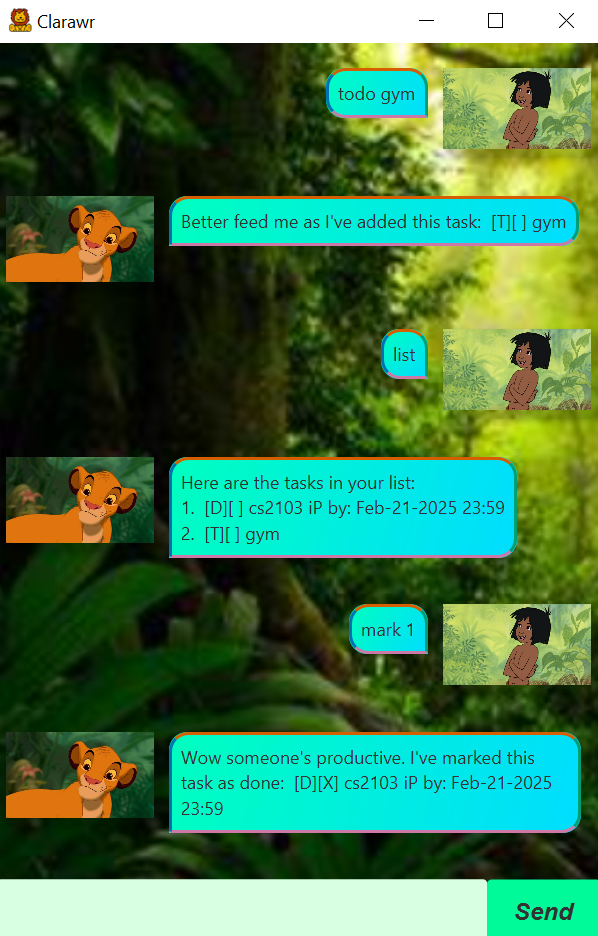 Clarawr
todo gym
Better feed me as I've added this task:  [T][ ] gym
list
Here are the tasks in your list:
1.  [D][ ] cs2103 iP by: Feb-21-2025 23:59
2.  [T][ ] gym
mark 1
Wow someone's productive. I've marked this
task as done:  [D][X] cs2103 iP by: Feb-21-2025
23:59
Send